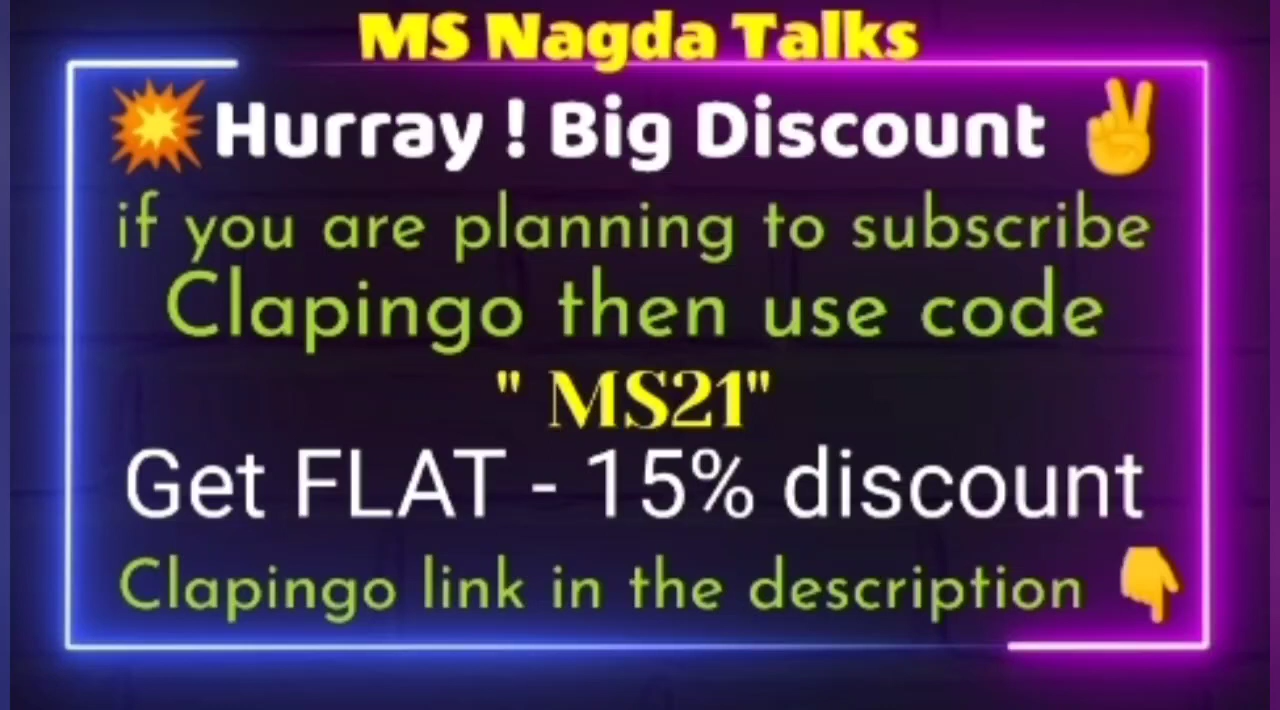 MS Nagda Talks
💥Hurray ! Big Discount ✌
if you are planning to subscribe
Clapingo then use code
" MS21"
Get FLAT - 15% discount
Clapingo link in the description 👇